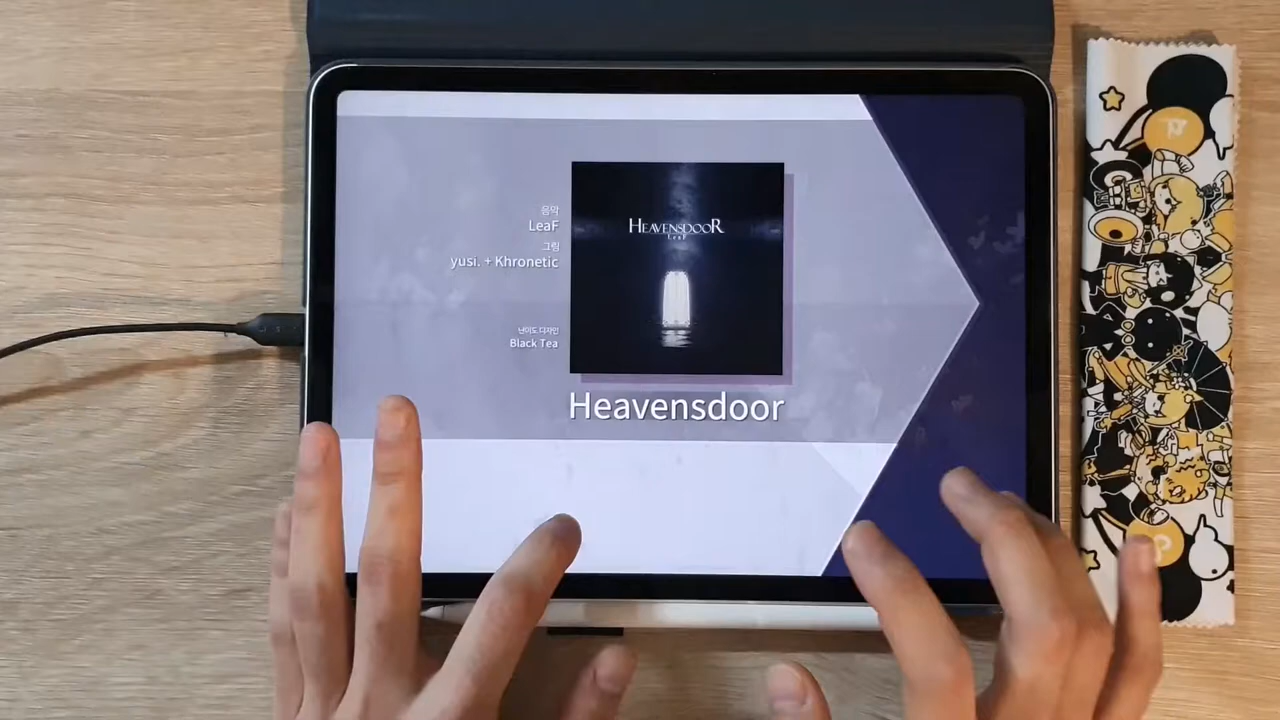 음악
LeaF
그림
yusi. + Khronetic
난이도 디자인
Black Tea
HEAVENSDOOR
LeaF
Heavensdoor